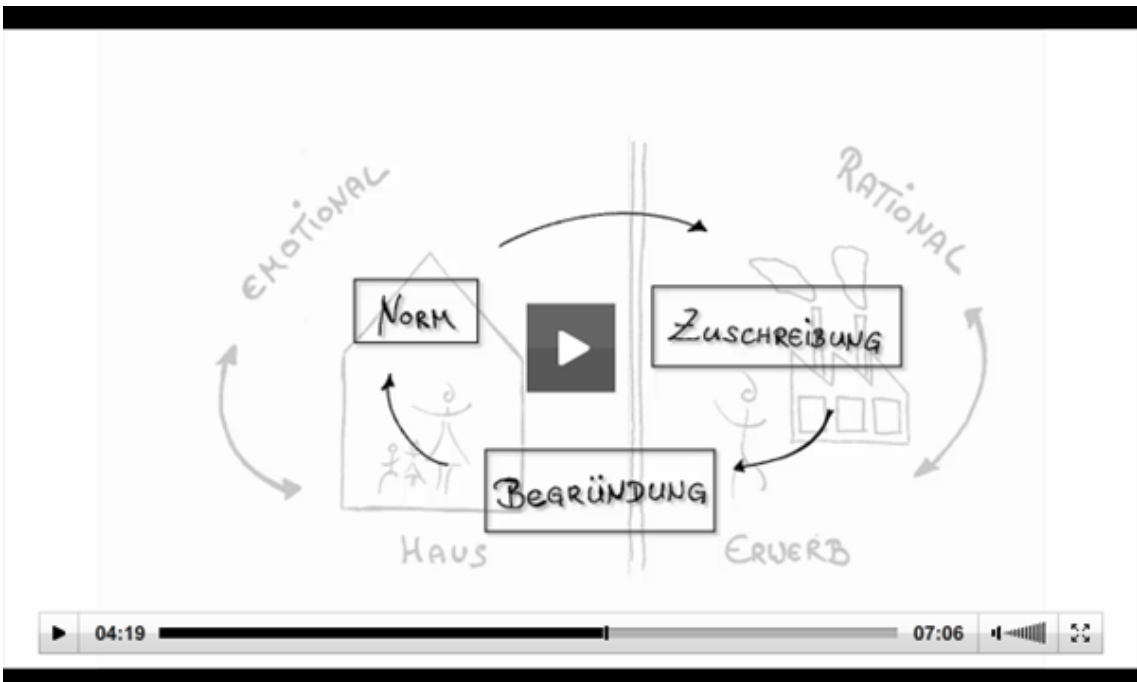 EMOTIONAL
RATIONAL
NORM
ZUSCHREIBUNG
BEGRÜNDUNG
HAUS
ERWERB
04:19
07:06